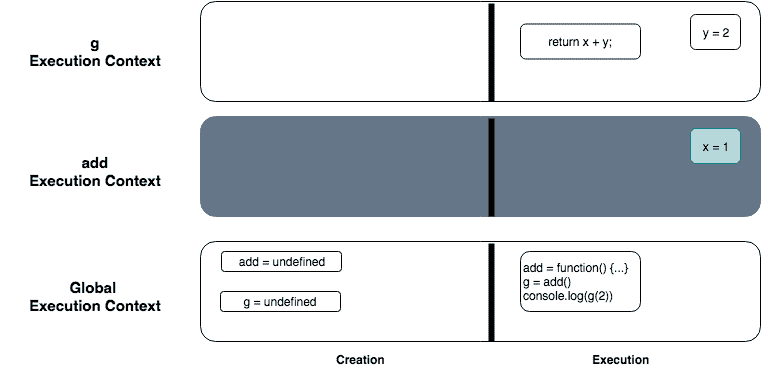 g
Execution Context
return x + y;
y = 2
add
Execution Context
x = 1
Global
Execution Context
add = undefined
g = undefined
add = function() {...}
g = add()
console.log(g(2))
Creation
Execution